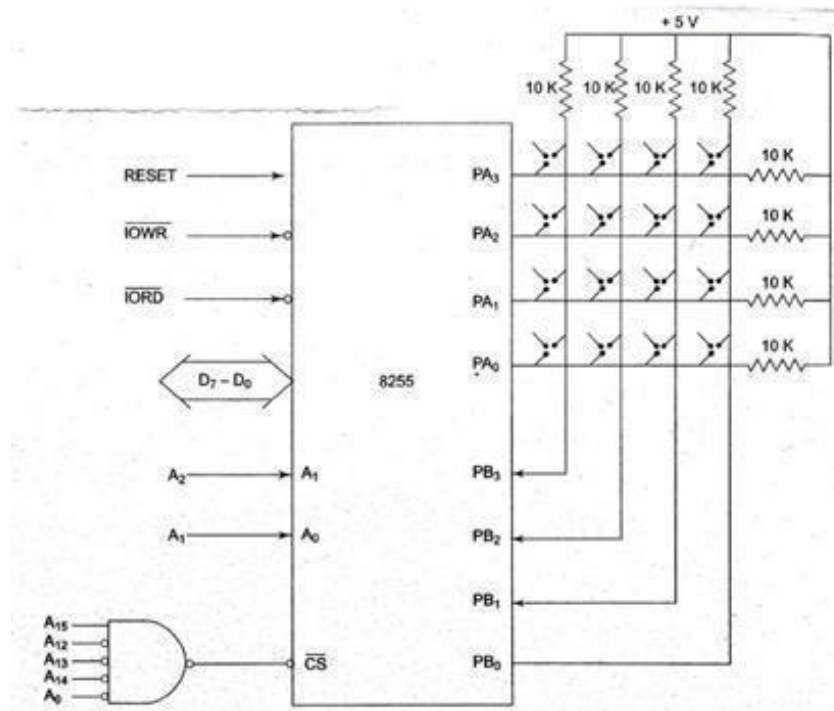 + 5 V
10 K 10 K 10 K 10 K
RESET
PA₃
10 K
IOWR
PA₂
10 K
IORD
PA₁
10 K
PA₀
10 K
D₇ – D₀
8255
A₂ A₁ PB₃
PB₂
A₁ A₀
PB₁
A₁₅
A₁₂
A₁₃
A₁₄
CS PB₀